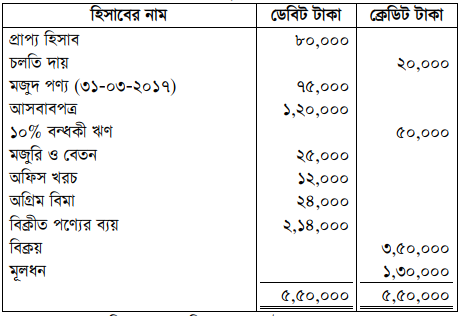 হিসাবের নাম ডেবিট টাকা ক্রেডিট টাকা
প্রাপ্য হিসাব ৮০,০০০
চলতি দায় ২০,০০০
মজুদ পণ্য (৩১-০৩-২০১৭) ৭৫,০০০
আসবাবপত্র ১,২০,০০০
১০% বন্ধকী ঋণ ৫০,০০০
মজুরি ও বেতন ২৫,০০০
অফিস খরচ ১২,০০০
অগ্রিম বিমা ২৪,০০০
বিক্রীত পণ্যের ব্যয় ২,১৪,০০০
বিক্রয় ৩,৫০,০০০
মূলধন ১,৩০,০০০
৫,৫০,০০০ ৫,৫০,০০০